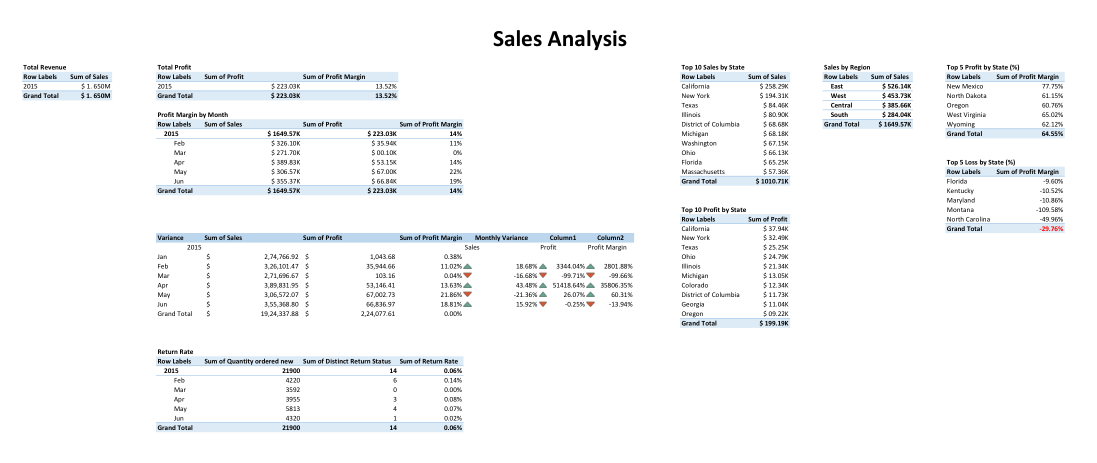 Sales Analysis
Total Revenue
Row Labels Sum of Sales
2015 $ 1. 650M
Grand Total $ 1. 650M
Total Profit
Row Labels Sum of Profit Sum of Profit Margin
2015 $ 223.03K 13.52%
Grand Total $ 223.03K 13.52%
Profit Margin by Month
Row Labels Sum of Sales Sum of Profit Sum of Profit Margin
2015 $ 1649.57K $ 223.03K 14%
Feb $ 326.10K $ 35.94K 11%
Mar $ 271.70K $ 00.10K 0%
Apr $ 389.83K $ 53.15K 14%
May $ 306.57K $ 67.00K 22%
Jun $ 355.37K $ 66.84K 19%
Grand Total $ 1649.57K $ 223.03K 14%
Variance Sum of Sales Sum of Profit Sum of Profit Margin Monthly Variance Column1 Column2
2015 Sales Profit Profit Margin
Jan $ 2,74,766.92 $ 1,043.68 0.38%
Feb $ 3,26,101.47 $ 35,944.66 11.02% 18.68% 3344.04% 2801.88%
Mar $ 2,71,696.67 $ 103.16 0.04% -16.68% -99.71% -99.66%
Apr $ 3,89,831.95 $ 53,146.41 13.63% 43.48% 51418.64% 35806.35%
May $ 3,06,572.07 $ 67,002.73 21.86% -21.36% 26.07% 60.31%
Jun $ 3,55,368.80 $ 66,836.97 18.81% 15.92% -0.25% -13.94%
Grand Total $ 19,24,337.88 $ 2,24,077.61 0.00%
Return Rate
Row Labels Sum of Quantity ordered new Sum of Distinct Return Status Sum of Return Rate
2015 21900 14 0.06%
Feb 4220 6 0.14%
Mar 3592 0 0.00%
Apr 3955 3 0.08%
May 5813 4 0.07%
Jun 4320 1 0.02%
Grand Total 21900 14 0.06%
Top 10 Sales by State
Row Labels Sum of Sales
California $ 258.29K
New York $ 194.31K
Texas $ 84.46K
Illinois $ 80.90K
District of Columbia $ 68.68K
Michigan $ 68.18K
Washington $ 67.15K
Ohio $ 66.13K
Florida $ 65.25K
Massachusetts $ 57.36K
Grand Total $ 1010.71K
Top 10 Profit by State
Row Labels Sum of Profit
California $ 37.94K
New York $ 32.49K
Texas $ 25.25K
Ohio $ 24.79K
Illinois $ 21.34K
Michigan $ 13.05K
Colorado $ 12.34K
District of Columbia $ 11.73K
Georgia $ 11.04K
Oregon $ 09.22K
Grand Total $ 199.19K
Sales by Region
Row Labels Sum of Sales
East $ 526.14K
West $ 453.73K
Central $ 385.66K
South $ 284.04K
Grand Total $ 1649.57K
Top 5 Profit by State (%)
Row Labels Sum of Profit Margin
New Mexico 77.75%
North Dakota 61.15%
Oregon 60.76%
West Virginia 65.02%
Wyoming 62.12%
Grand Total 64.55%
Top 5 Loss by State (%)
Row Labels Sum of Profit Margin
Florida -9.60%
Kentucky -10.52%
Maryland -10.86%
Montana -109.58%
North Carolina -49.96%
Grand Total -29.76%